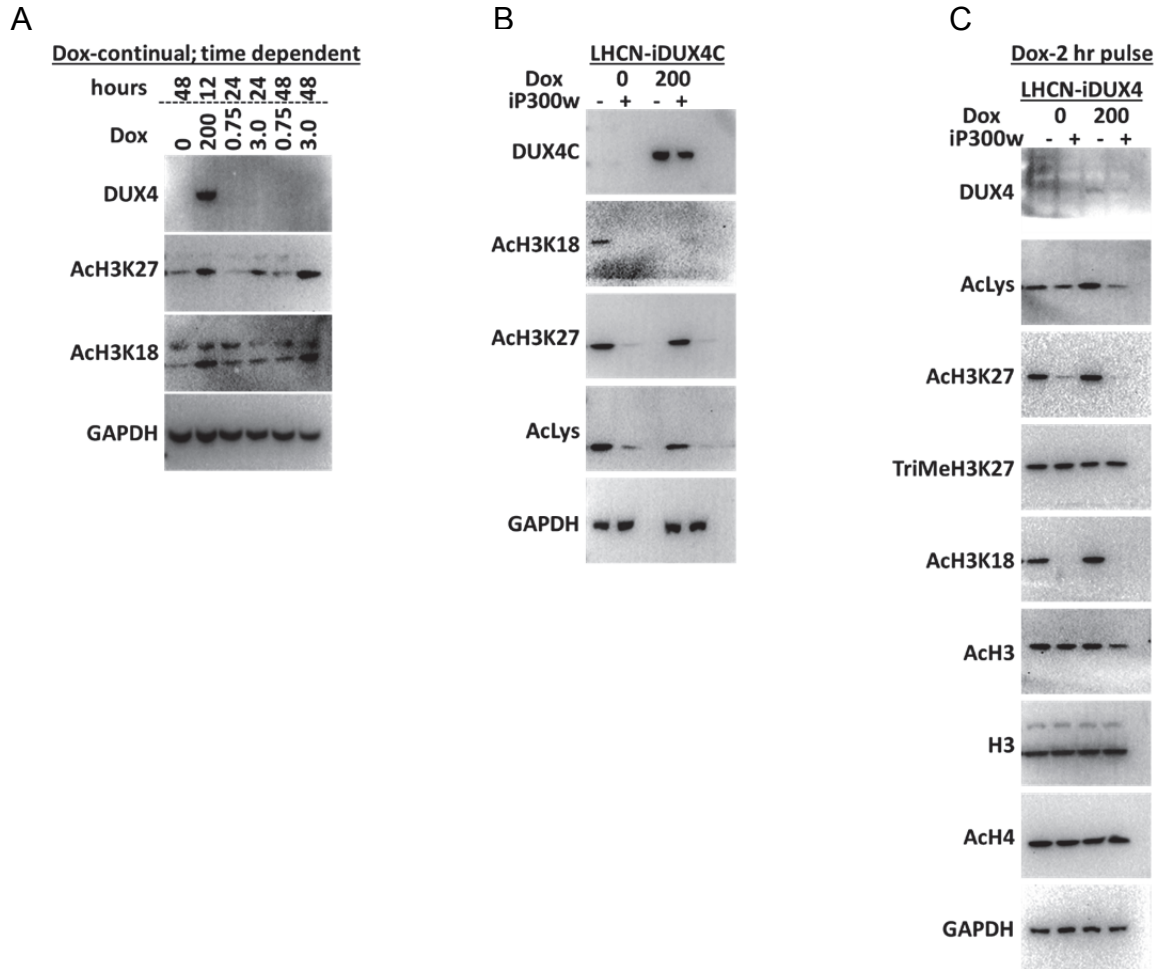 A
Dox-continual; time dependent
hours 48 12 24 24 48 48
Dox 0 200 0.75 3.0 0.75 3.0
DUX4
AcH3K27
AcH3K18
GAPDH
B
LHCN-iDUX4C
Dox 0 200
iP300w - + - +
DUX4C
AcH3K18
AcH3K27
AcLys
GAPDH
C
Dox-2 hr pulse
LHCN-iDUX4
Dox 0 200
iP300w - + - +
DUX4
AcLys
AcH3K27
TriMeH3K27
AcH3K18
AcH3
H3
AcH4
GAPDH